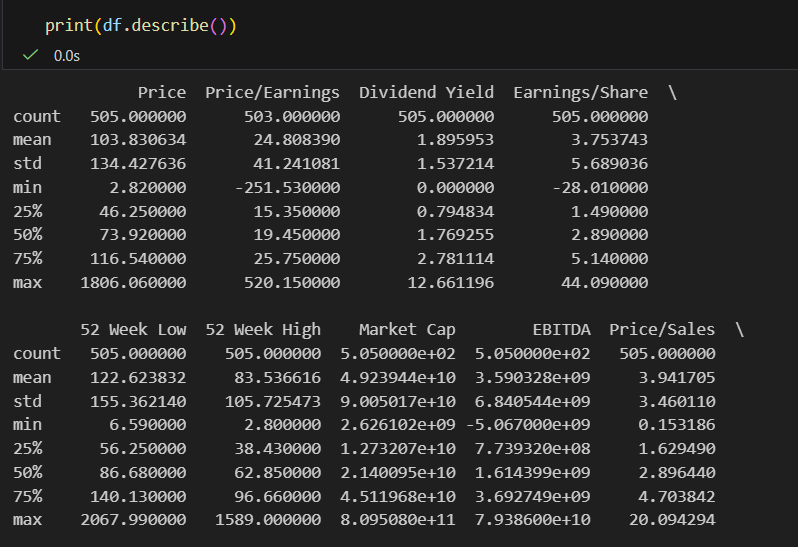 print(df.describe())
0.0s
Price Price/Earnings Dividend Yield Earnings/Share \
count 505.000000 503.000000 505.000000 505.000000
mean 103.830634 24.808390 1.895953 3.753743
std 134.427636 41.241081 1.537214 5.689036
min 2.820000 -251.530000 0.000000 -28.010000
25% 46.250000 15.350000 0.794834 1.490000
50% 73.920000 19.450000 1.769255 2.890000
75% 116.540000 25.750000 2.781114 5.140000
max 1806.060000 520.150000 12.661196 44.090000
52 Week Low 52 Week High Market Cap EBITDA Price/Sales \
count 505.000000 505.000000 5.050000e+02 5.050000e+02 505.000000
mean 122.623832 83.536616 4.923944e+10 3.590328e+09 3.941705
std 155.362140 105.725473 9.005017e+10 6.840544e+09 3.460110
min 6.590000 2.800000 2.626102e+09 -5.067000e+09 0.153186
25% 56.250000 38.430000 1.273207e+10 7.739320e+08 1.629490
50% 86.680000 62.850000 2.140095e+10 1.614399e+09 2.896440
75% 140.130000 96.660000 4.511968e+10 3.692749e+09 4.703842
max 2067.990000 1589.000000 8.095080e+11 7.938600e+10 20.094294